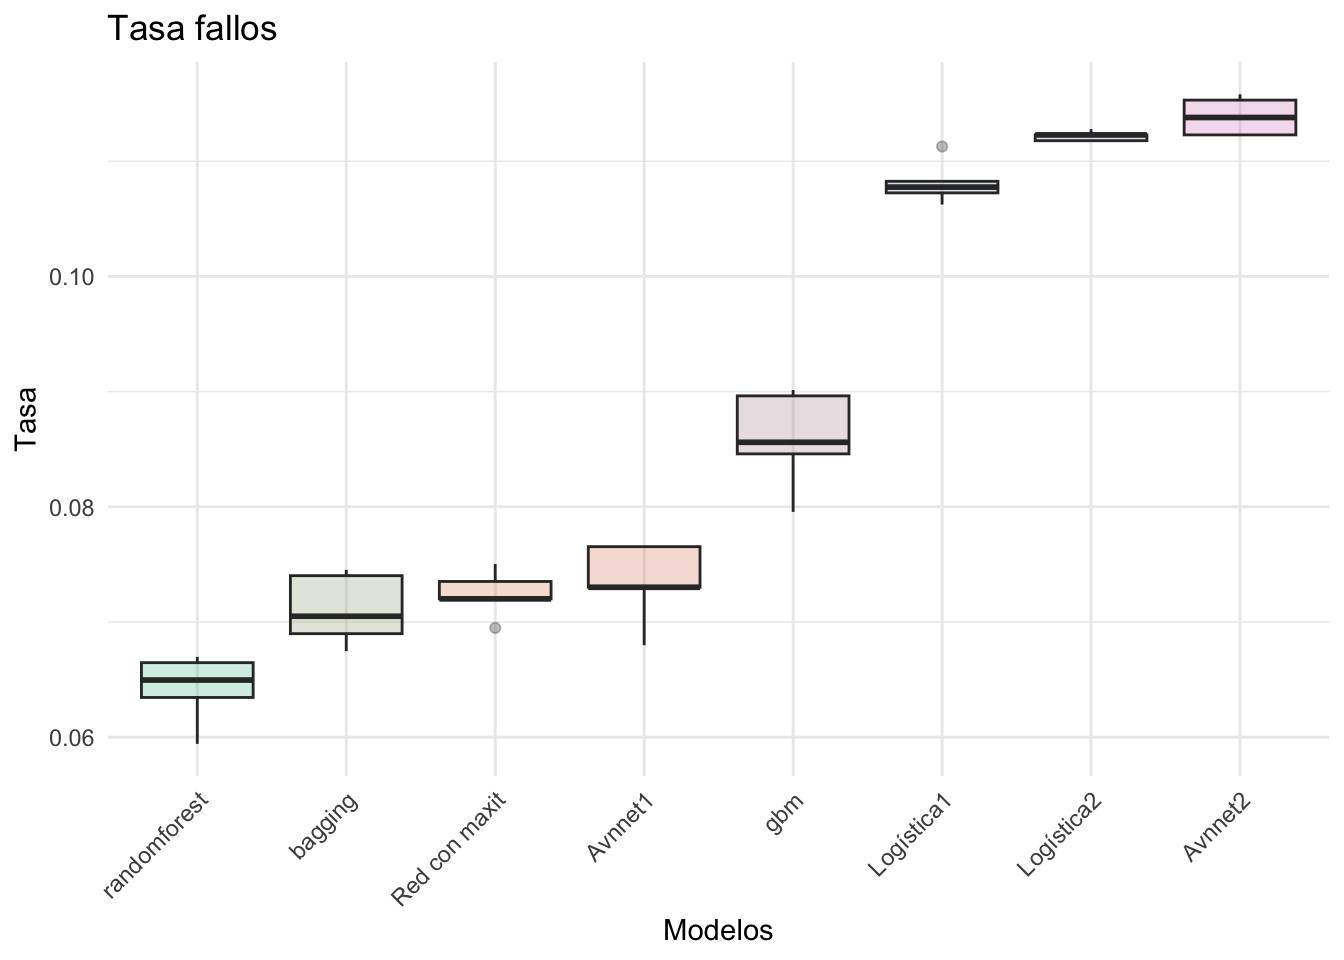 Tasa fallos
Tasa
0.10
0.08
0.06
randomforest
bagging
Red con maxit
Avnnet1
gbm
Logística1
Logística2
Avnnet2
Modelos